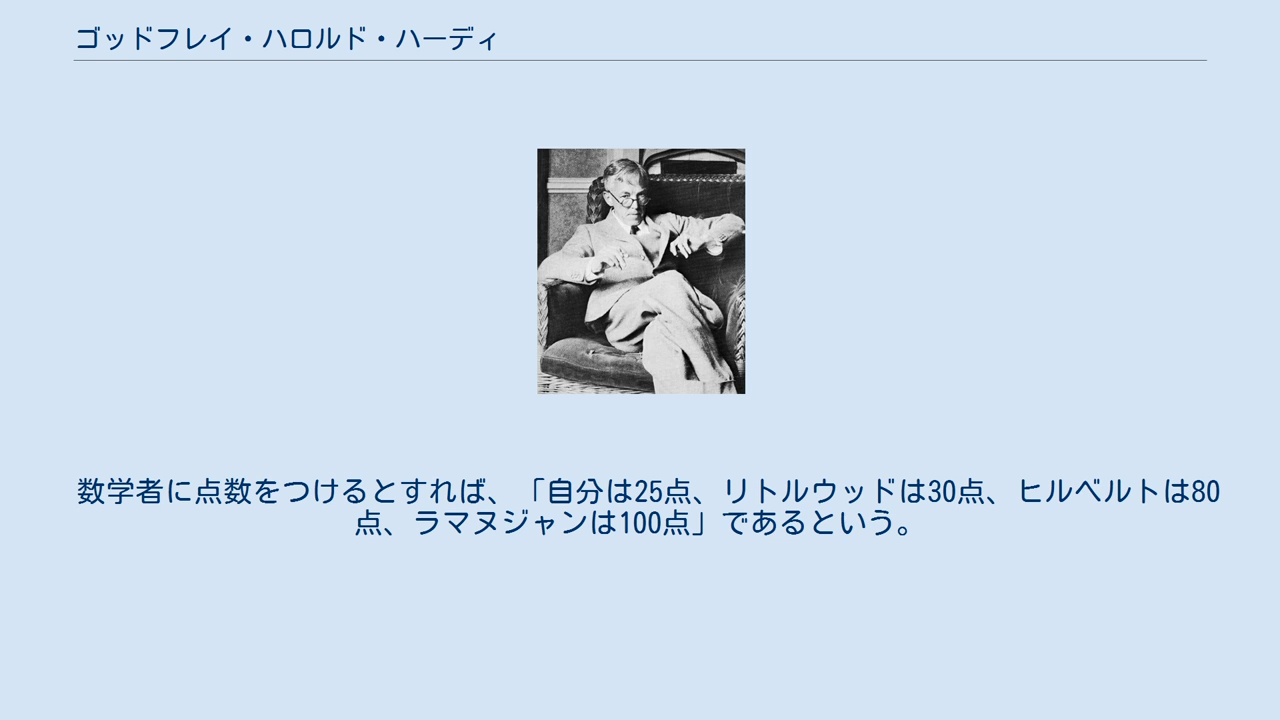 ゴッドフレイ・ハロルド・ハーディ
数学者に点数をつけるとすれば、「自分は25点、リトルウッドは30点、ヒルベルトは80
点、ラマヌジャンは100点」であるという。